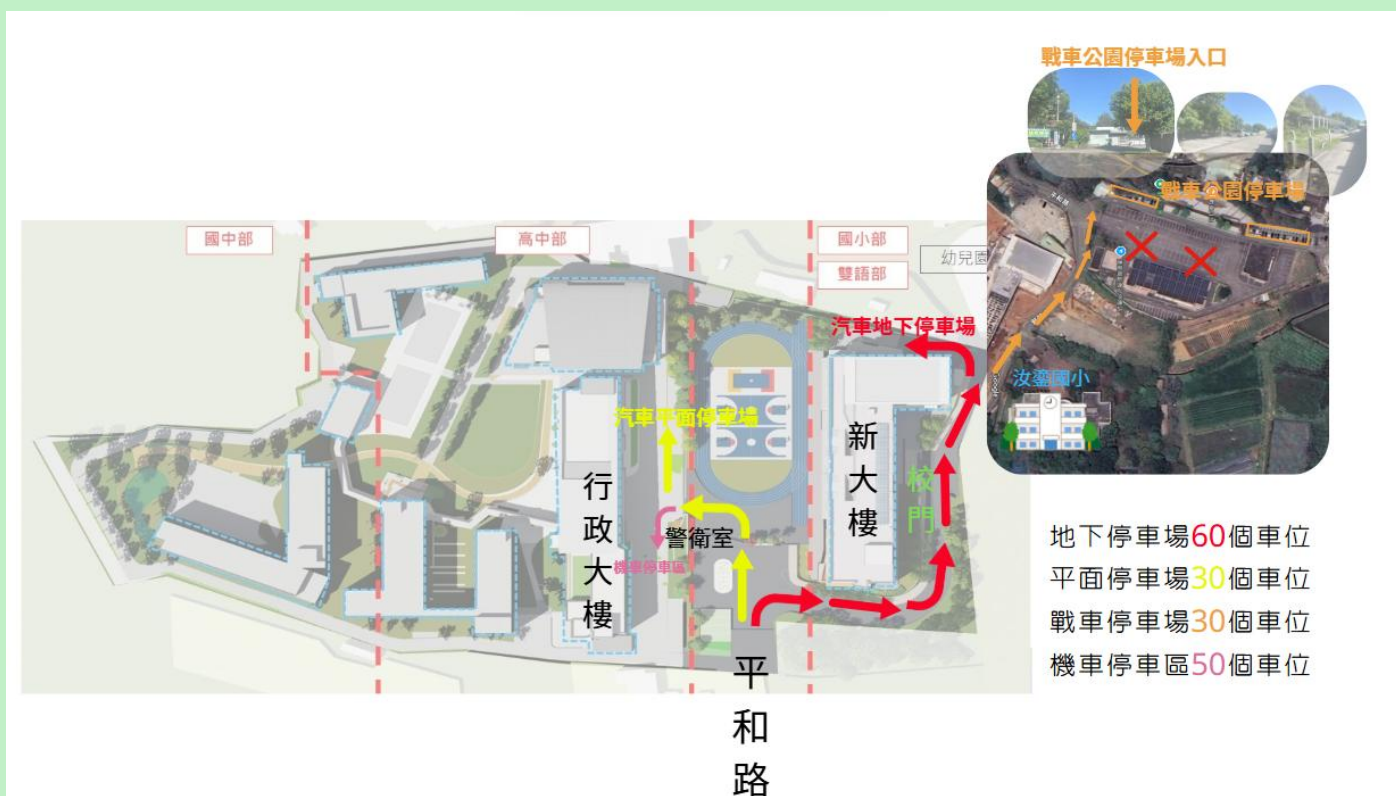 戰車公園停車場入口
戰車公園停車場
平和路
國中部
高中部
國小部
雙語部
幼兒園
汽車地下停車場
汝鎏國小
汽車平面停車場
新大樓
校門
行政大樓
警衛室
機車停車區
平和路
地下停車場60個車位
平面停車場30個車位
戰車停車場30個車位
機車停車區50個車位